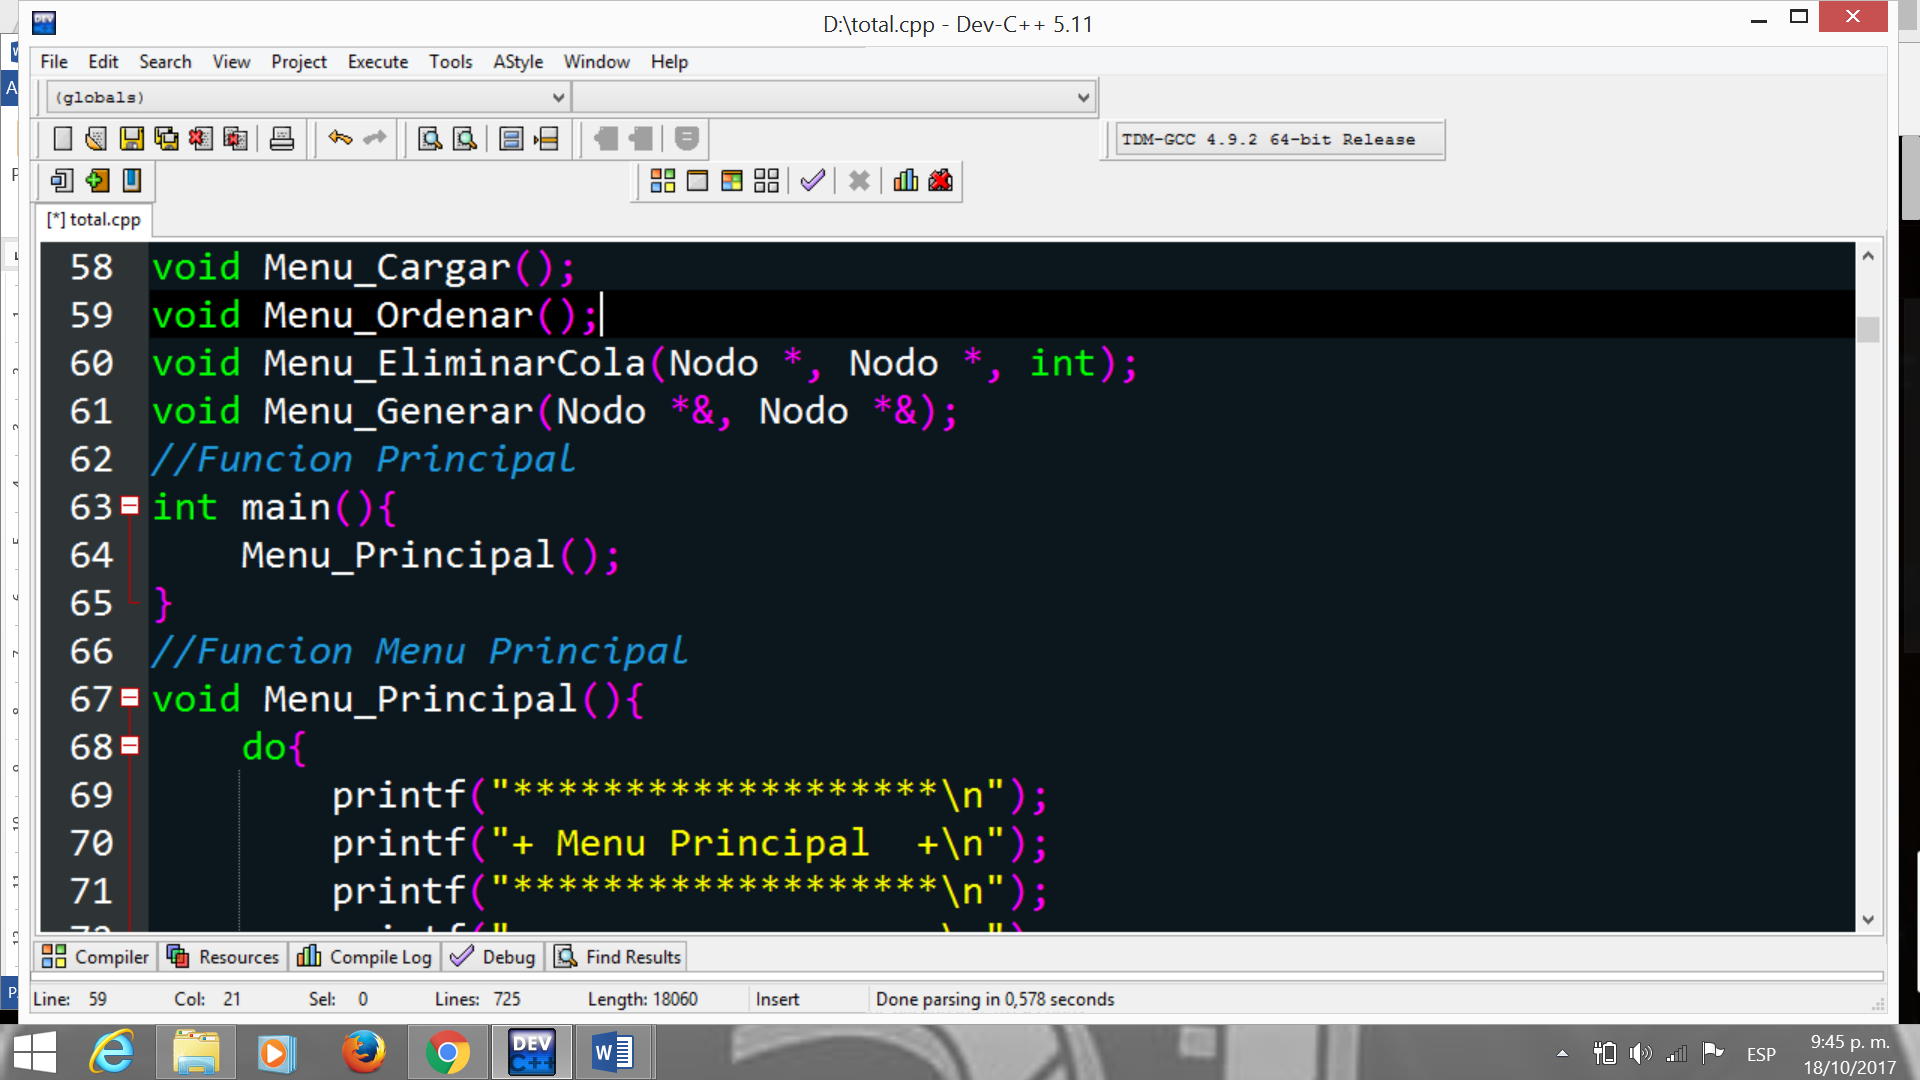 D:\total.cpp - Dev-C++ 5.11
File Edit Search View Project Execute Tools AStyle Window Help
(globals)
TDM-GCC 4.9.2 64-bit Release
[*] total.cpp
58 void Menu_Cargar();
59 void Menu_Ordenar();
60 void Menu_EliminarCola(Nodo *, Nodo *, int);
61 void Menu_Generar(Nodo *&, Nodo *&);
62 //Funcion Principal
63 int main(){
64 Menu_Principal();
65 }
66 //Funcion Menu Principal
67 void Menu_Principal(){
68 do{
69 printf("*******************\n");
70 printf("+ Menu Principal  +\n");
71 printf("*******************\n");
Compiler Resources Compile Log Debug Find Results
Line: 59 Col: 21 Sel: 0 Lines: 725 Length: 18060 Insert Done parsing in 0,578 seconds
DEV C++
ESP
9:45 p. m.
18/10/2017